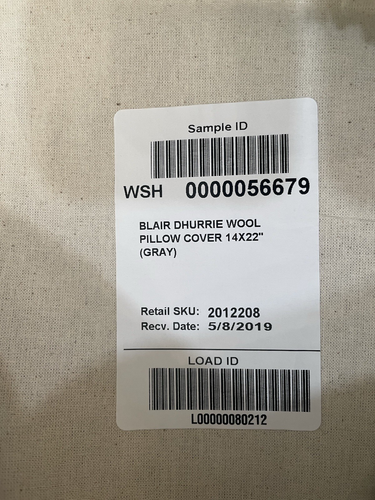 Sample ID
WSH 0000056679
BLAIR DHURRIE WOOL
PILLOW COVER 14X22"
(GRAY)
Retail SKU: 2012208
Recv. Date: 5/8/2019
LOAD ID
L00000080212